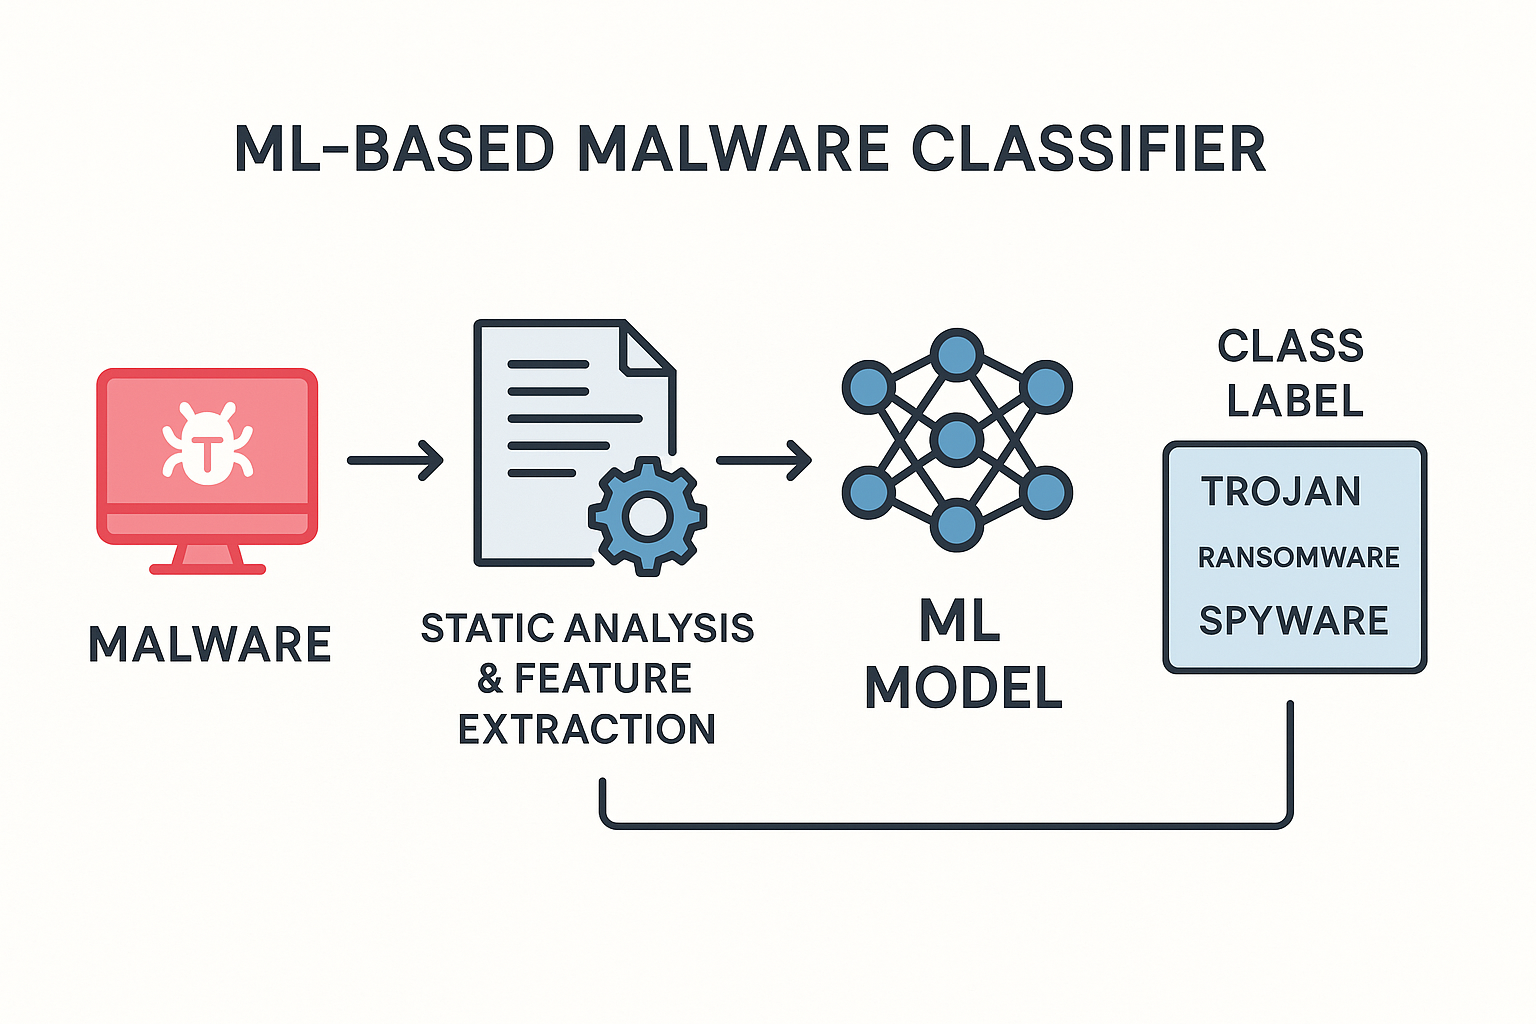 ML-BASED MALWARE CLASSIFIER
T
MALWARE
STATIC ANALYSIS
& FEATURE
EXTRACTION
ML
MODEL
CLASS
LABEL
TROJAN
RANSOMWARE
SPYWARE